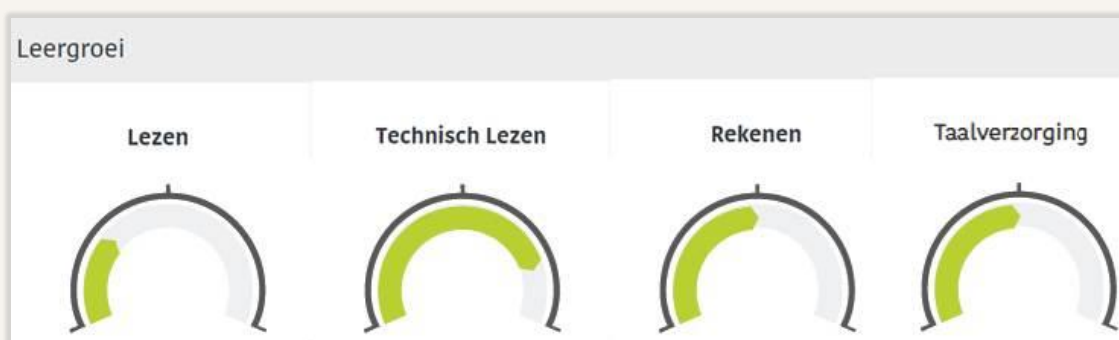 Leergroei
Lezen
Technisch Lezen
Rekenen
Taalverzorging